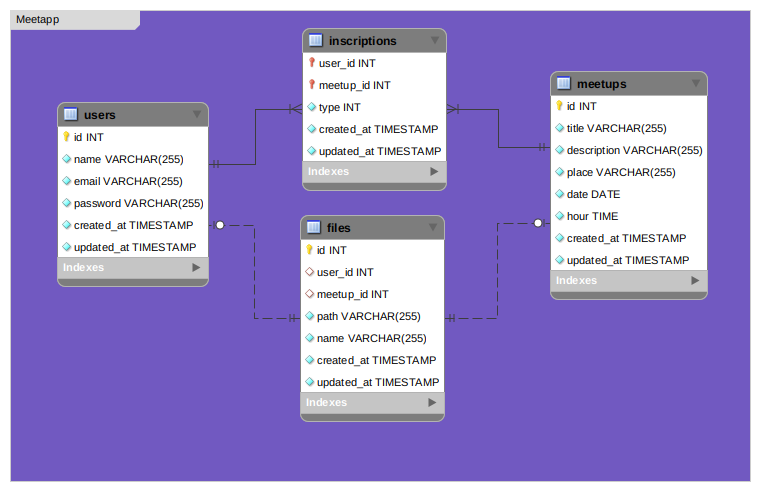 Meetapp
users
id INT
name VARCHAR(255)
email VARCHAR(255)
password VARCHAR(255)
created_at TIMESTAMP
updated_at TIMESTAMP
Indexes
inscriptions
user_id INT
meetup_id INT
type INT
created_at TIMESTAMP
updated_at TIMESTAMP
Indexes
files
id INT
user_id INT
meetup_id INT
path VARCHAR(255)
name VARCHAR(255)
created_at TIMESTAMP
updated_at TIMESTAMP
Indexes
meetups
id INT
title VARCHAR(255)
description VARCHAR(255)
place VARCHAR(255)
date DATE
hour TIME
created_at TIMESTAMP
updated_at TIMESTAMP
Indexes